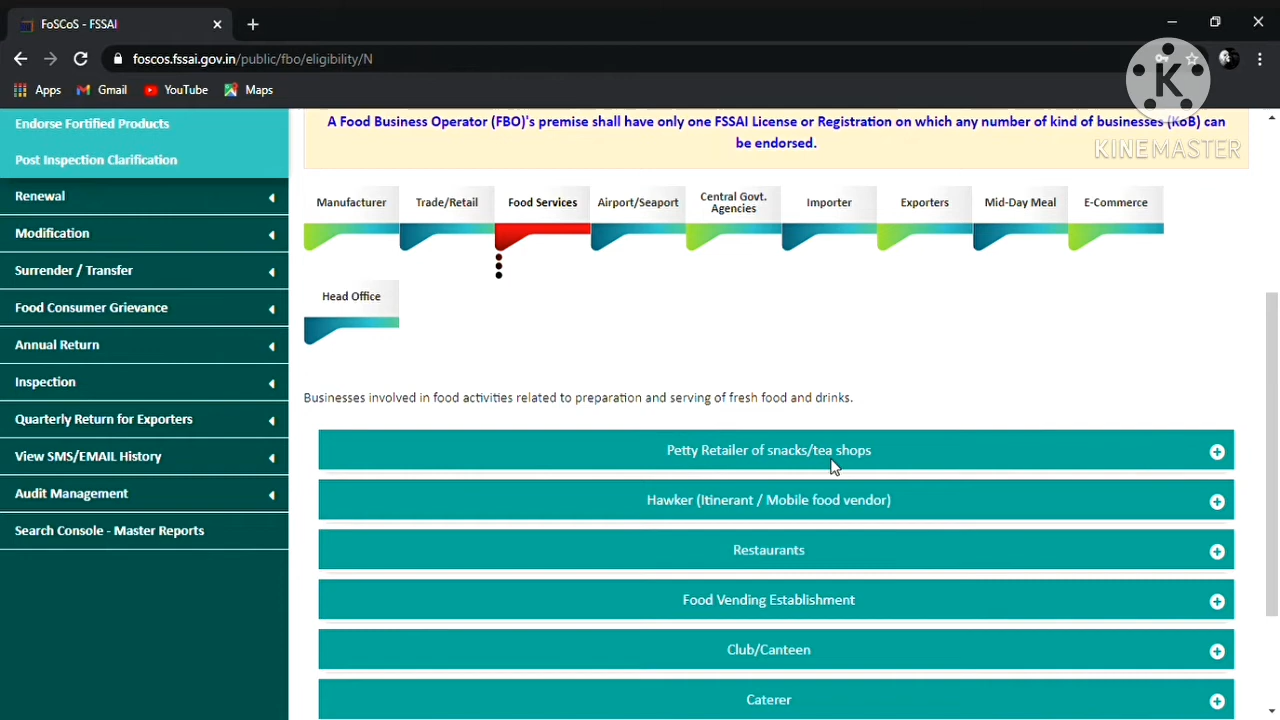 FoSCoS - FSSAI
foscos.fssai.gov.in/public/fbo/eligibility/N
Apps
Gmail
YouTube
Maps
K
KINEMASTER
Endorse Fortified Products
Post Inspection Clarification
Renewal
Modification
Surrender / Transfer
Food Consumer Grievance
Annual Return
Inspection
Quarterly Return for Exporters
View SMS/EMAIL History
Audit Management
Search Console - Master Reports
A Food Business Operator (FBO)'s premise shall have only one FSSAI License or Registration on which any number of kind of businesses (KoB) can
be endorsed.
Manufacturer
Trade/Retail
Food Services
Airport/Seaport
Central Govt.
Agencies
Importer
Exporters
Mid-Day Meal
E-Commerce
Head Office
Businesses involved in food activities related to preparation and serving of fresh food and drinks.
Petty Retailer of snacks/tea shops
Hawker (Itinerant / Mobile food vendor)
Restaurants
Food Vending Establishment
Club/Canteen
Caterer